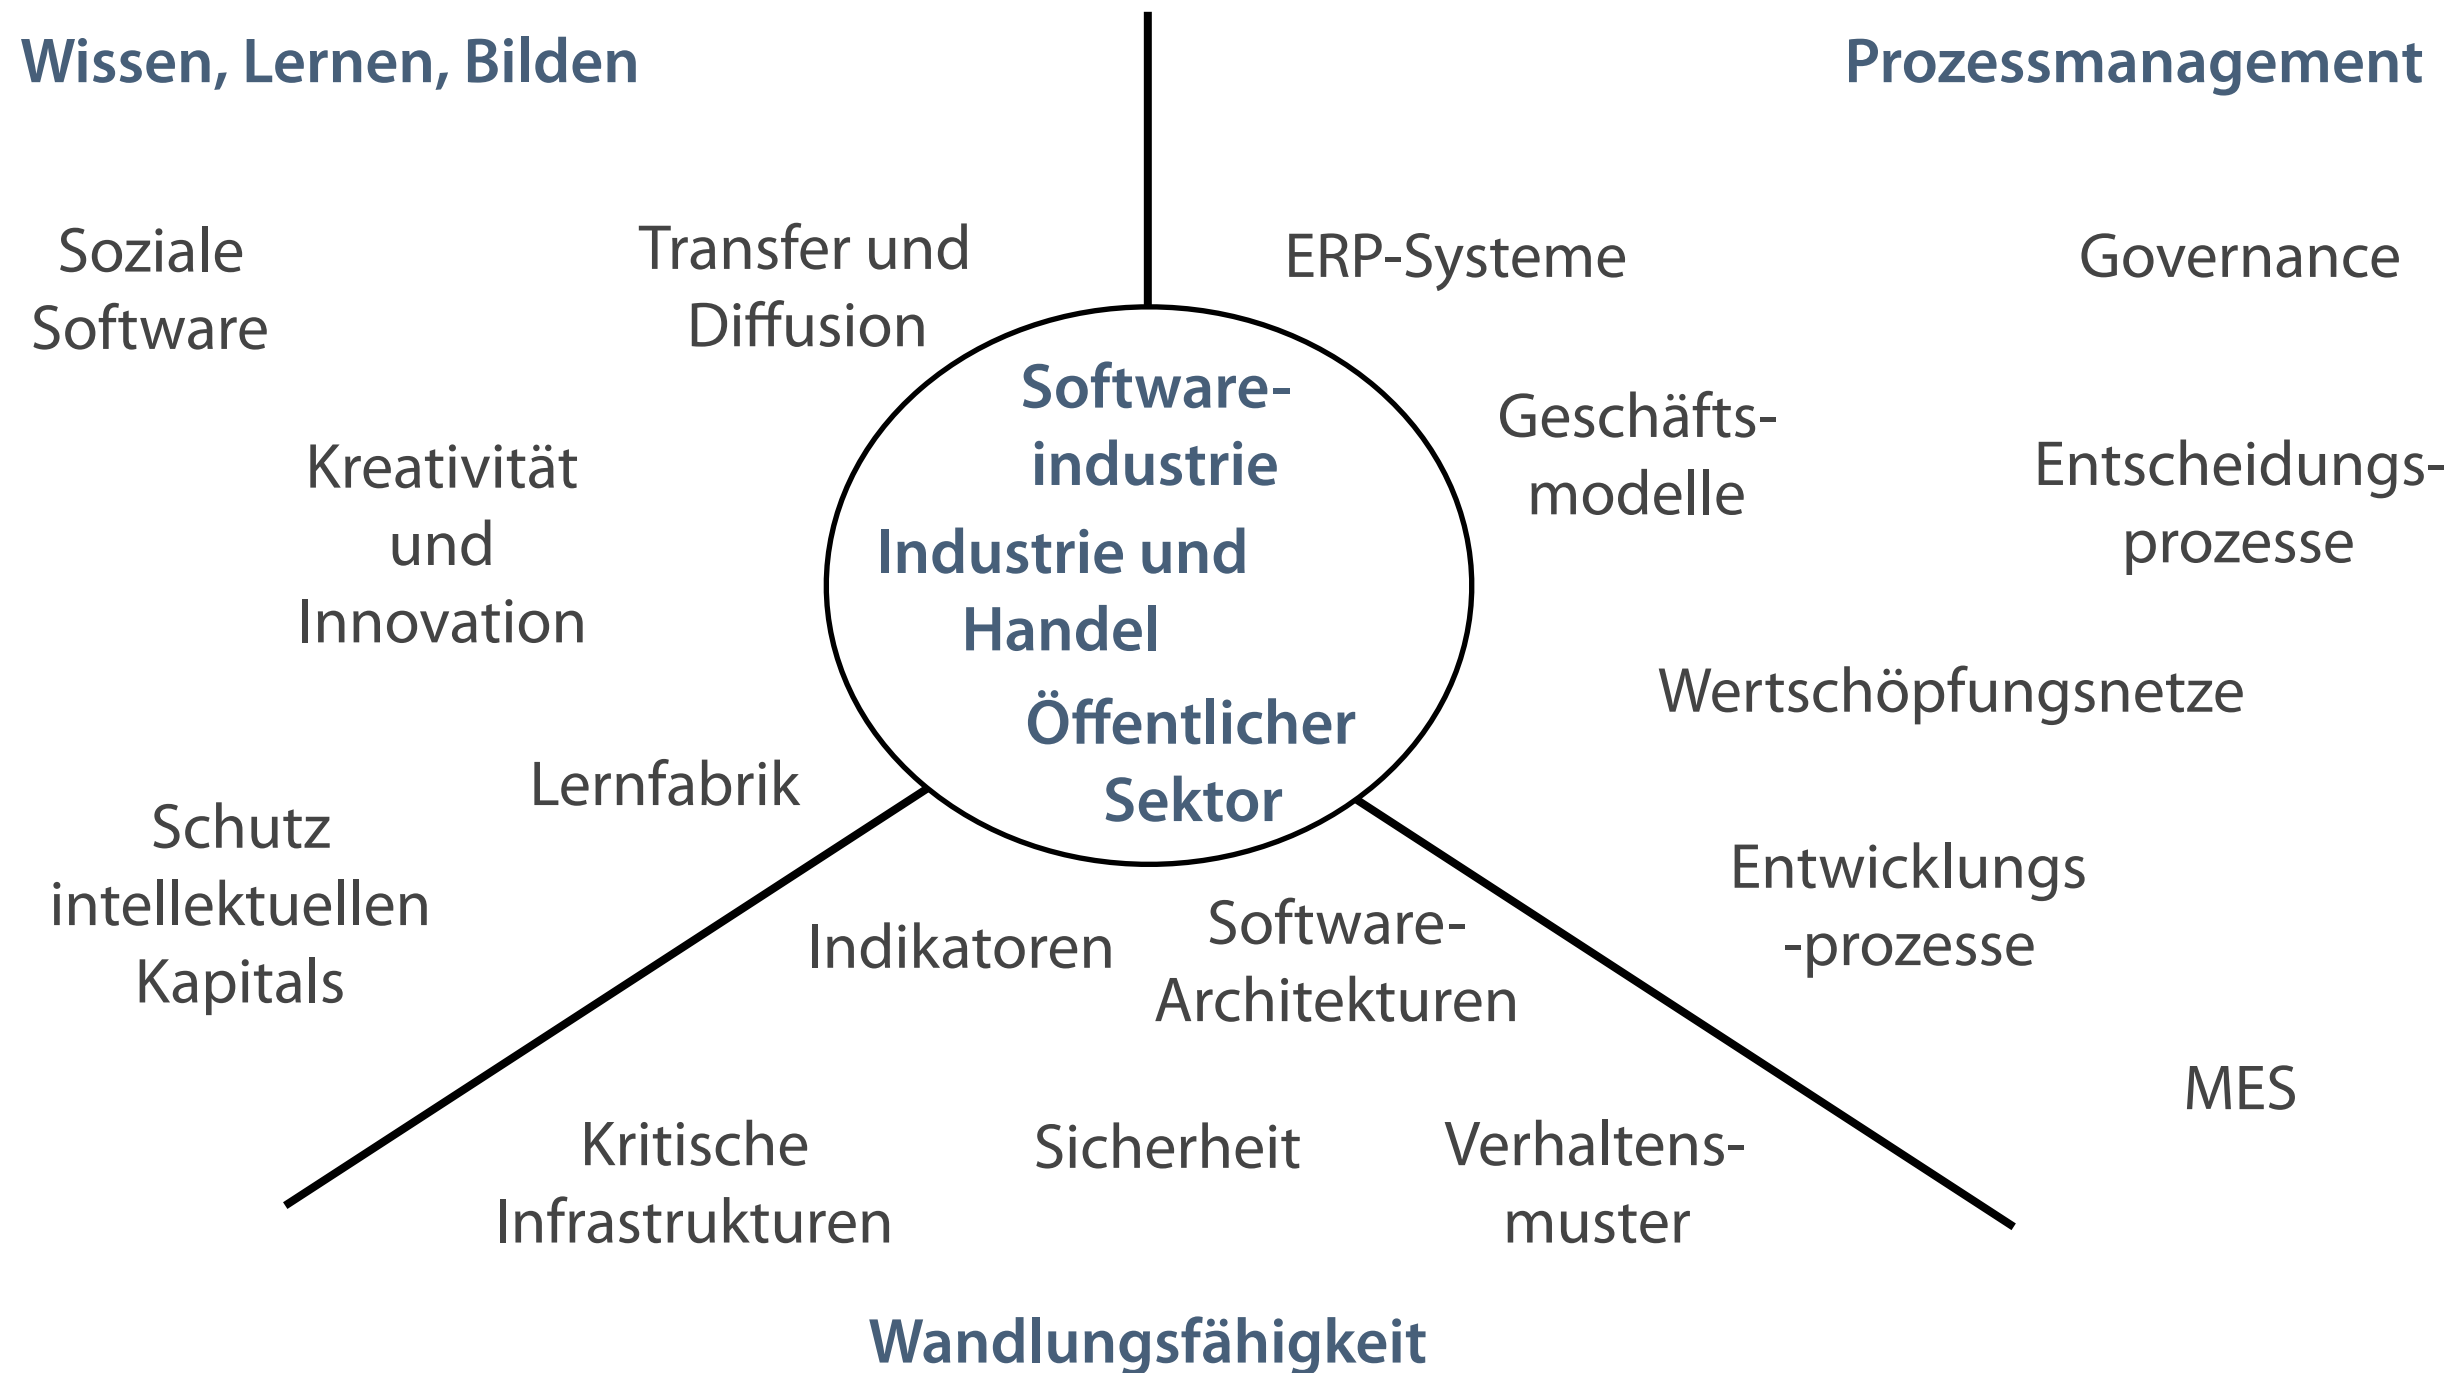 Wissen, Lernen, Bilden
Soziale
Software
Transfer und
Diffusion
Kreativität
und
Innovation
Lernfabrik
Schutz
intellektuellen
Kapitals
Prozessmanagement
ERP-Systeme
Governance
Geschäfts-
modelle
Entscheidungs-
prozesse
Wertschöpfungsnetze
Entwicklungs
-prozesse
MES
Software-
industrie
Industrie und
Handel
Öffentlicher
Sektor
Indikatoren
Software-
Architekturen
Kritische
Infrastrukturen
Sicherheit
Verhaltens-
muster
Wandlungsfähigkeit